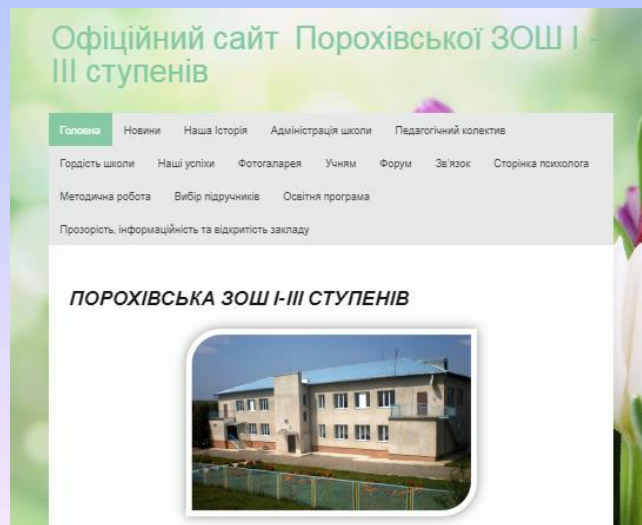 Офіційний сайт Порохівської ЗОШ І -
ІІІ ступенів
Головна Новини Наша Історія Адміністрація школи Педагогічний колектив
Гордість школи Наші успіхи Фотогаларея Учням Форум Зв'язок Сторінка психолога
Методична робота Вибір підручників Освітня програма
Прозорість, інформаційність та відкритість закладу
ПОРОХІВСЬКА ЗОШ І-ІІІ СТУПЕНІВ